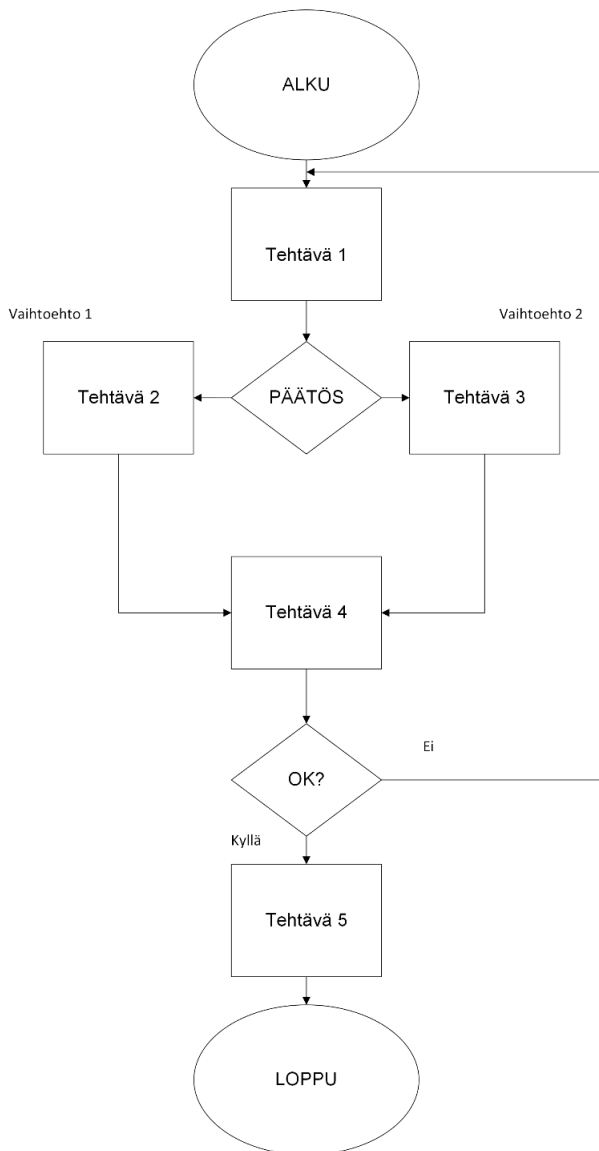 ALKU
Tehtävä 1
Vaihtoehto 1
Vaihtoehto 2
Tehtävä 2
PÄÄTÖS
Tehtävä 3
Tehtävä 4
Ei
OK?
Kyllä
Tehtävä 5
LOPPU